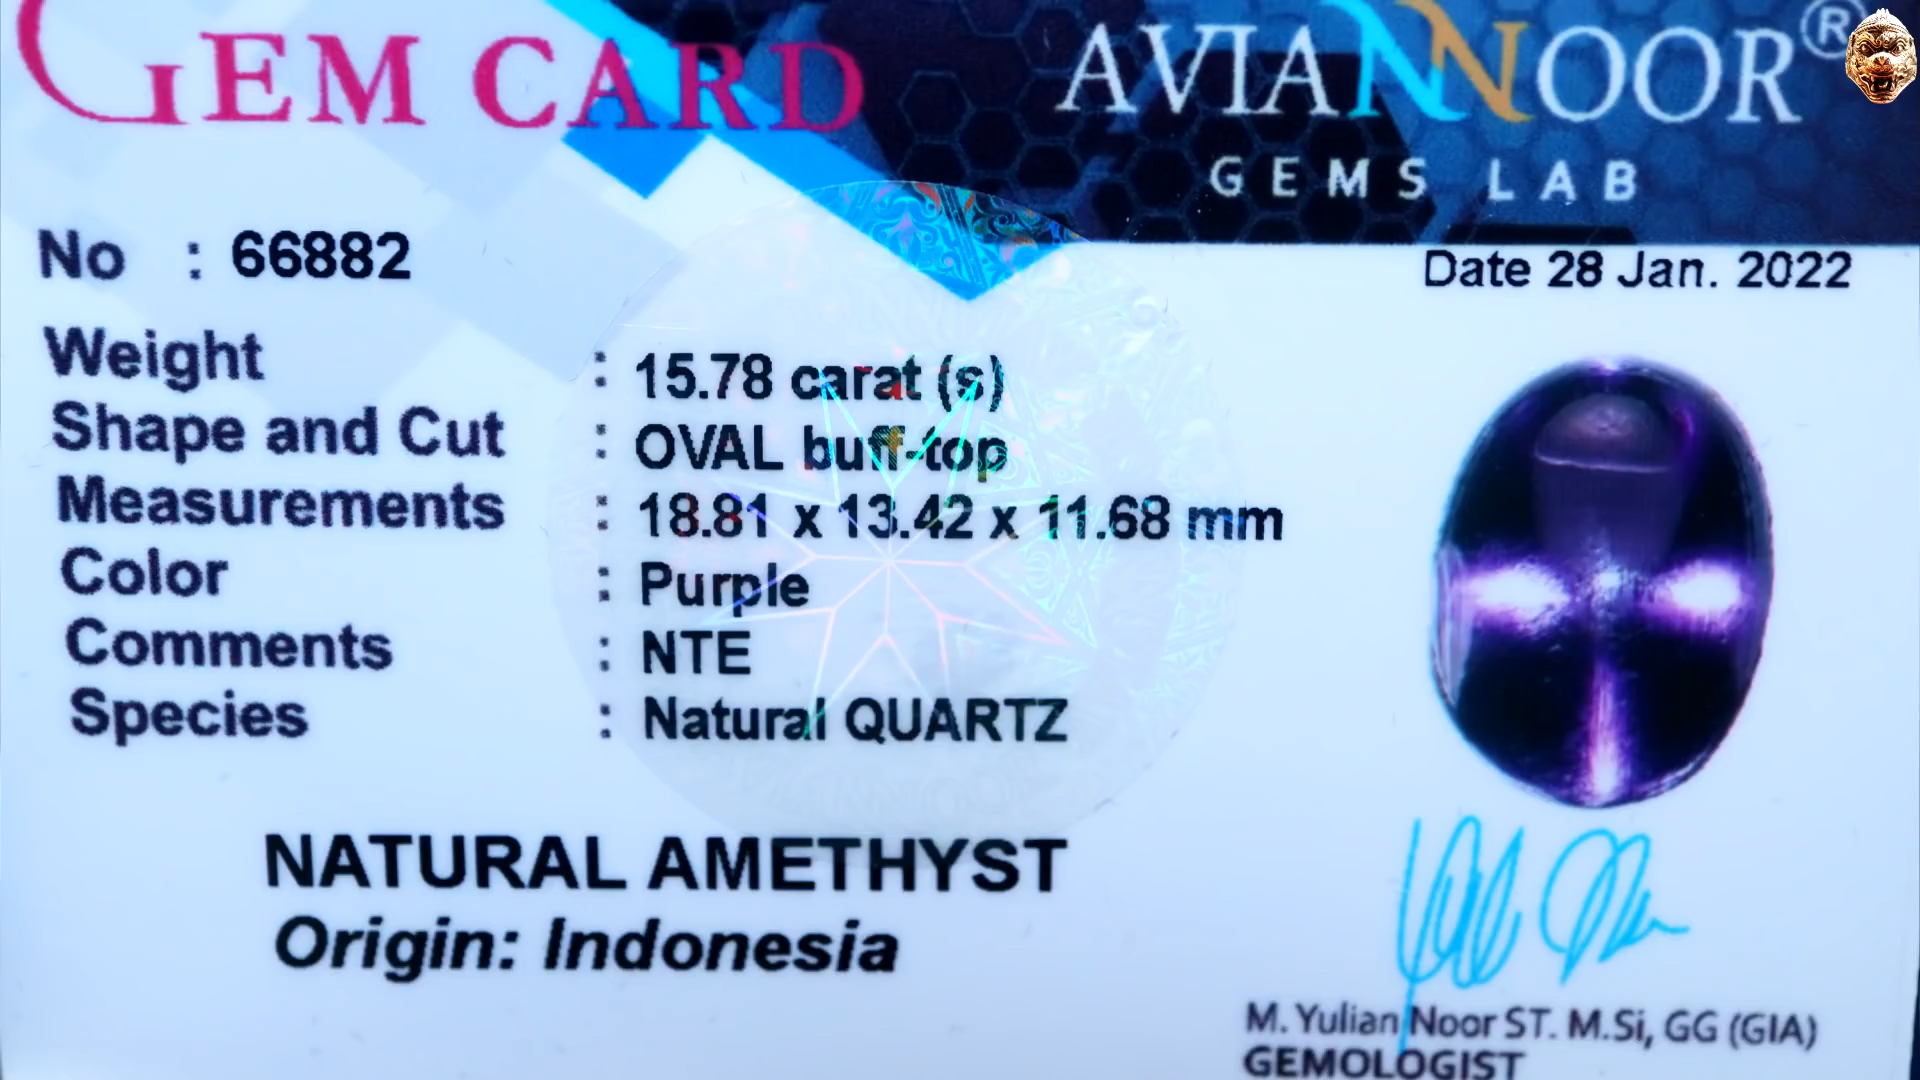 GEM CARD
AVIANNOOR®
GEMS LAB
No : 66882
Date 28 Jan. 2022
Weight : 15.78 carat (s)
Shape and Cut : OVAL buff-top
Measurements : 18.81 x 13.42 x 11.68 mm
Color : Purple
Comments : NTE
Species : Natural QUARTZ
NATURAL AMETHYST
Origin: Indonesia
M. Yulian Noor ST. M.Si, GG (GIA)
GEMOLOGIST